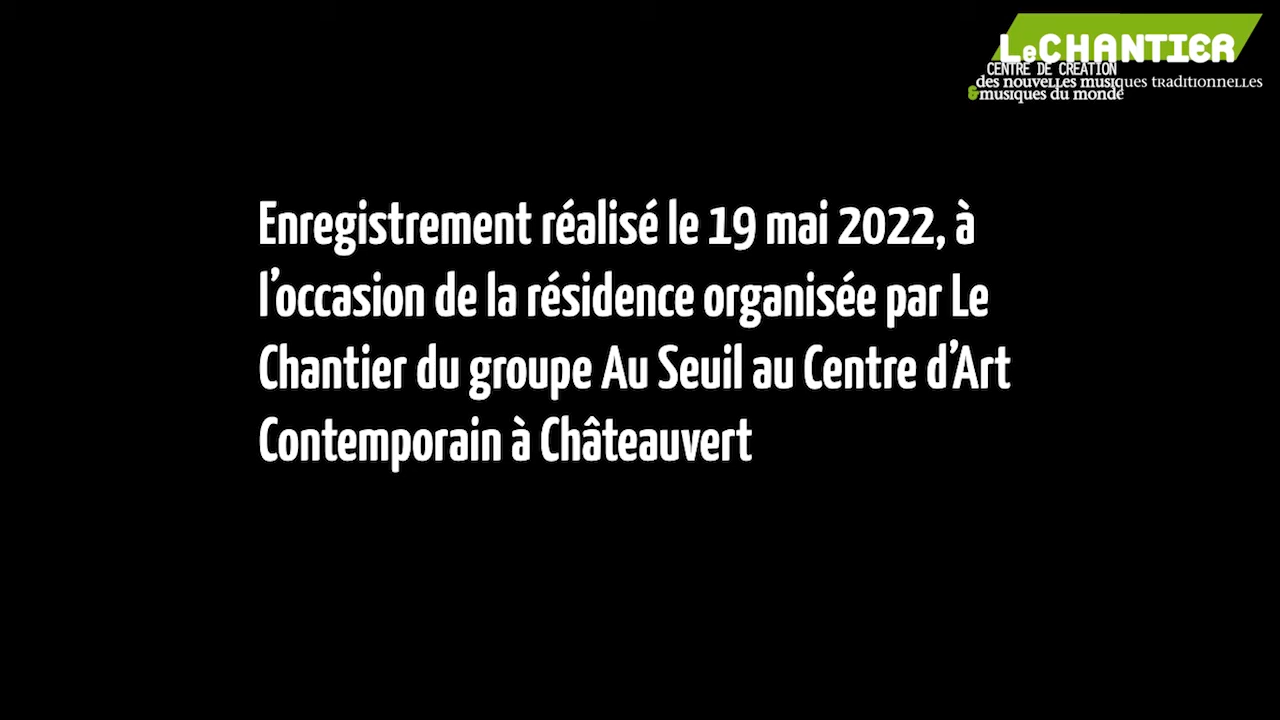 LeCHANTIER
CENTRE DE CRÉATION
des nouvelles musiques traditionnelles
& musiques du monde
Enregistrement réalisé le 19 mai 2022, à
l’occasion de la résidence organisée par Le
Chantier du groupe Au Seuil au Centre d’Art
Contemporain à Châteauvert